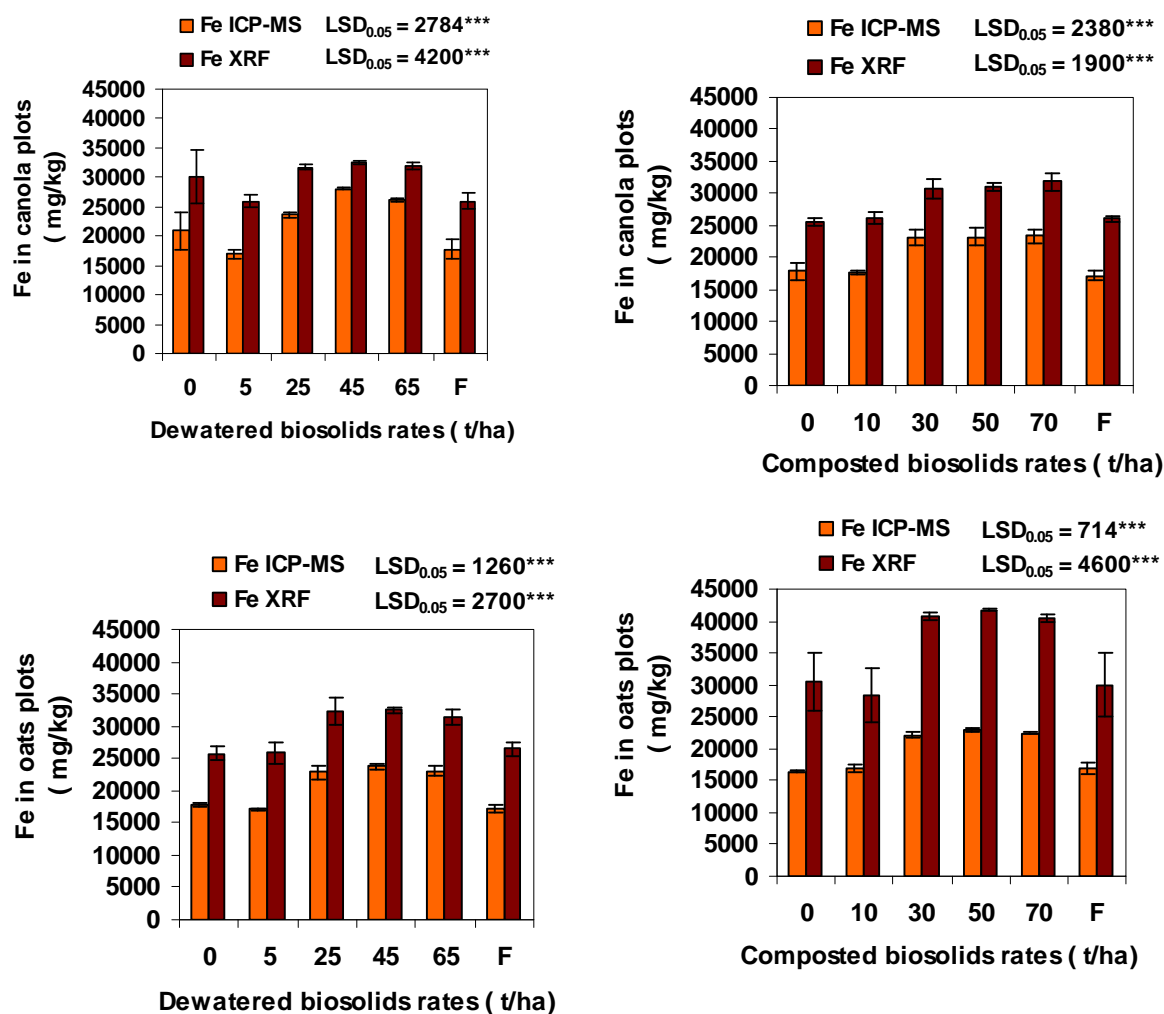 Fe ICP-MS LSD0.05 = 2784***
Fe XRF LSD0.05 = 4200***
Fe in canola plots
( mg/kg)
45000
40000
35000
30000
25000
20000
15000
10000
5000
0
0 5 25 45 65 F
Dewatered biosolids rates ( t/ha)
Fe ICP-MS LSD0.05 = 2380***
Fe XRF LSD0.05 = 1900***
Fe in canola plots
( mg/kg)
45000
40000
35000
30000
25000
20000
15000
10000
5000
0
0 10 30 50 70 F
Composted biosolids rates ( t/ha)
Fe ICP-MS LSD0.05 = 1260***
Fe XRF LSD0.05 = 2700***
Fe in oats plots
( mg/kg)
45000
40000
35000
30000
25000
20000
15000
10000
5000
0
0 5 25 45 65 F
Dewatered biosolids rates ( t/ha)
Fe ICP-MS LSD0.05 = 714***
Fe XRF LSD0.05 = 4600***
Fe in oats plots
( mg/kg)
45000
40000
35000
30000
25000
20000
15000
10000
5000
0
0 10 30 50 70 F
Composted biosolids rates ( t/ha)